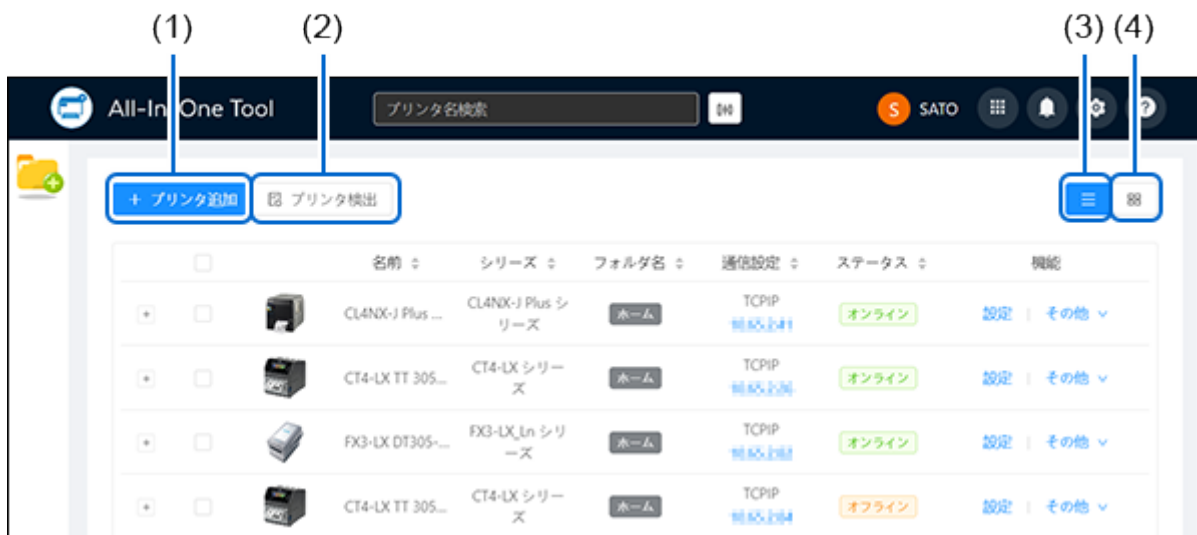 (1) (2) (3) (4)
All-In-One Tool プリンタ名検索 S SATO ?
+ プリンタ追加 プリンタ検出
名前 シリーズ フォルダ名 通信設定 ステータス 機能
CL4NX-J Plus ... CL4NX-J Plus シ ホーム TCPIP オンライン 設定 | その他
リーズ
CT4-LX TT 305... CT4-LX シリー ホーム TCPIP オンライン 設定 | その他
ズ
FX3-LX DT305-... FX3-LX_Ln シリ ホーム TCPIP オンライン 設定 | その他
ーズ
CT4-LX TT 305... CT4-LX シリー ホーム TCPIP オフライン 設定 | その他
ズ